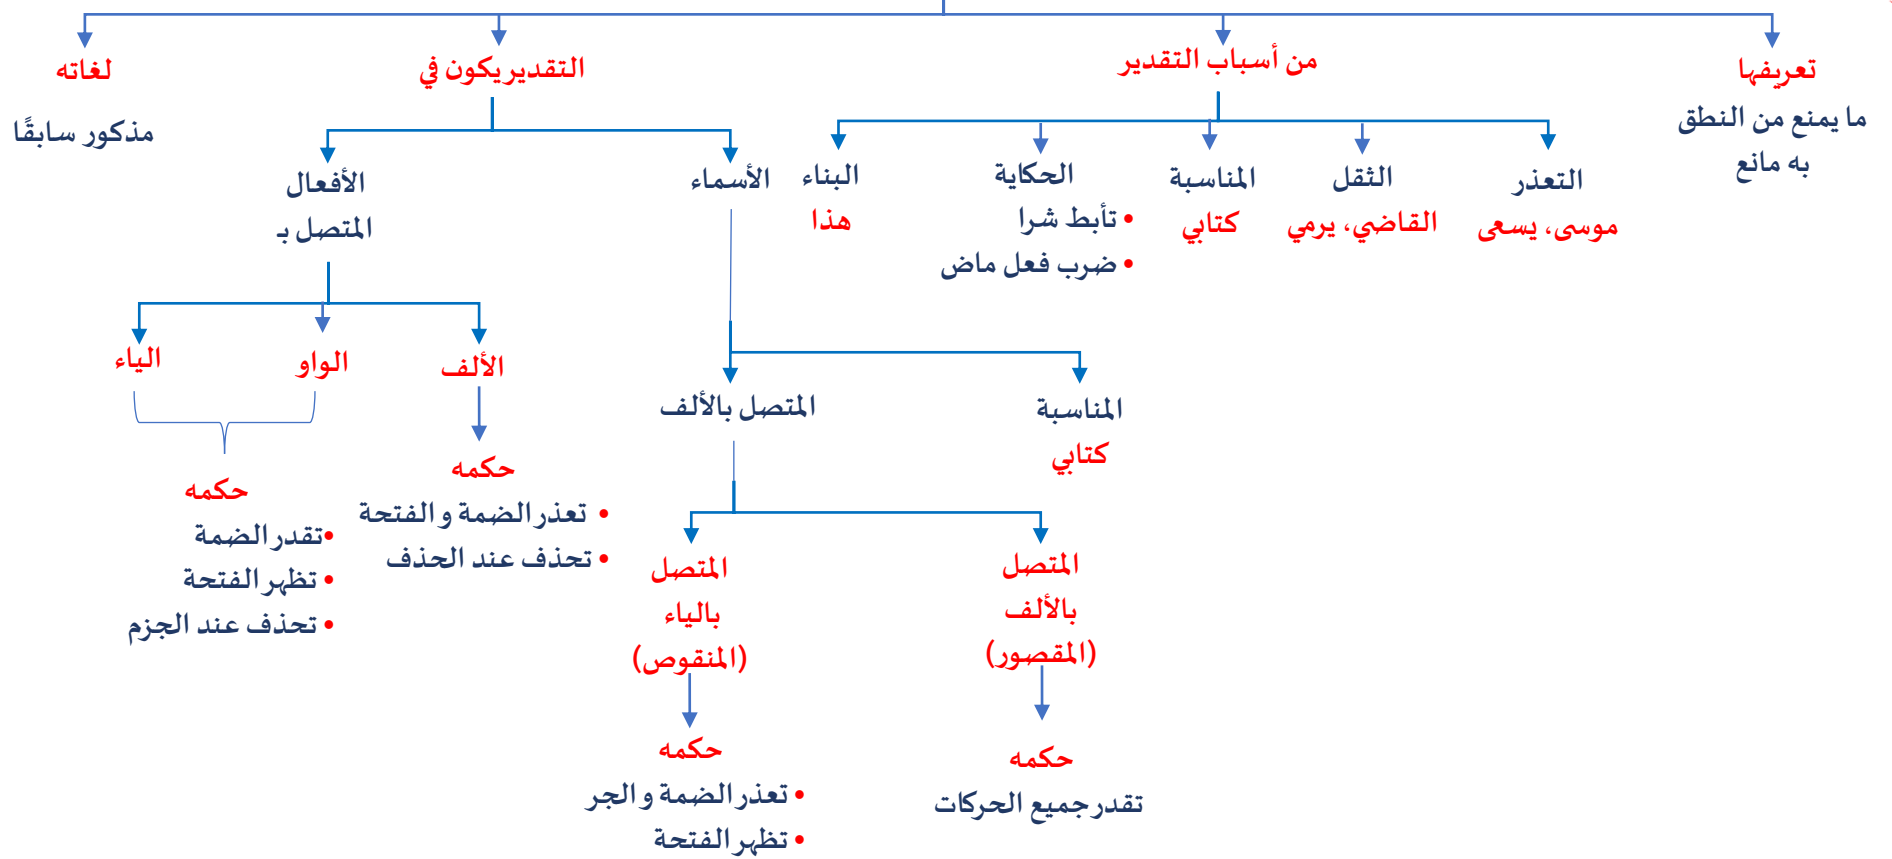 تعريفها
ما يمنع من النطق
به مانع
من أسباب التقدير
التعذر
موسى، يسعى
الثقل
القاضي، يرمي
المناسبة
كتابي
الحكاية
• تأبط شرا
• ضرب فعل ماض
البناء
هذا
التقدير يكون في
الأسماء
المناسبة
كتابي
المتصل بالألف
المتصل
بالألف
(المقصور)
حكمه
تقدر جميع الحركات
المتصل
بالياء
(المنقوص)
حكمه
• تعذر الضمة والجر
• تظهر الفتحة
الأفعال
المتصل بـ
الألف
حكمه
• تعذر الضمة والفتحة
• تحذف عند الحذف
الواو
الياء
حكمه
• تقدر الضمة
• تظهر الفتحة
• تحذف عند الجزم
لغاته
مذكور سابقًا